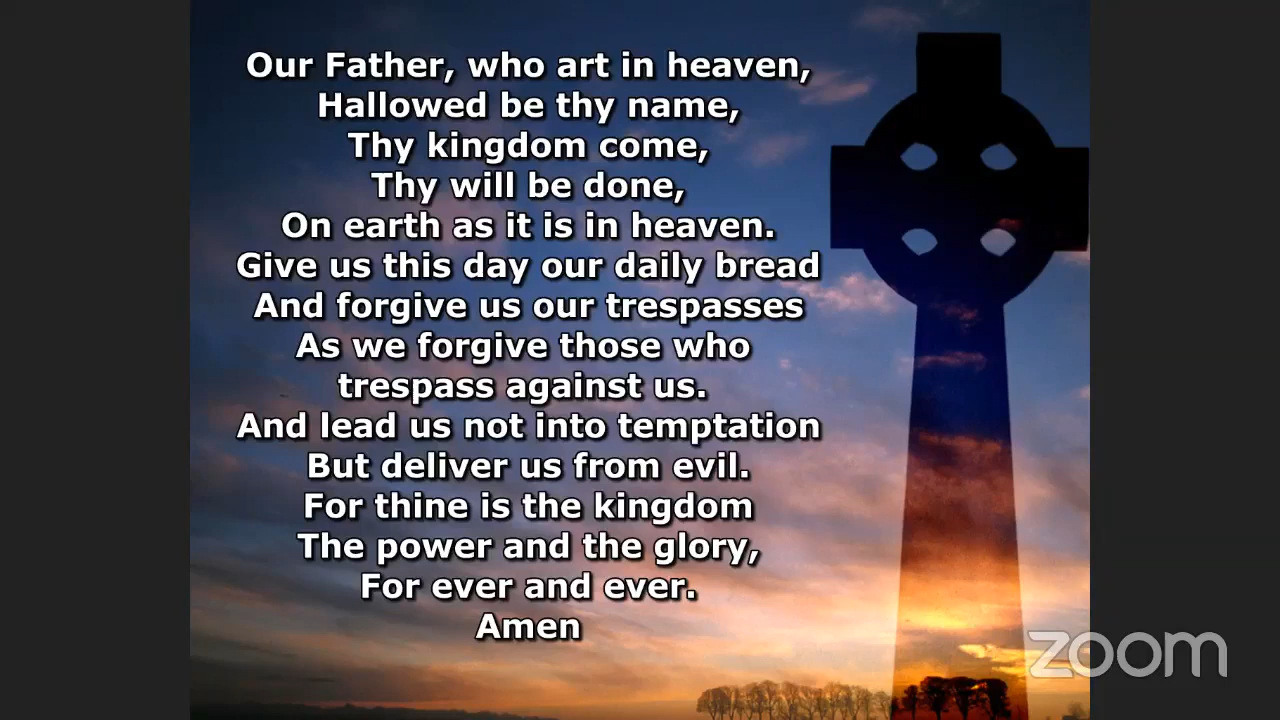 Our Father, who art in heaven,
Hallowed be thy name,
Thy kingdom come,
Thy will be done,
On earth as it is in heaven.
Give us this day our daily bread
And forgive us our trespasses
As we forgive those who
trespass against us.
And lead us not into temptation
But deliver us from evil.
For thine is the kingdom
The power and the glory,
For ever and ever.
Amen
zoom